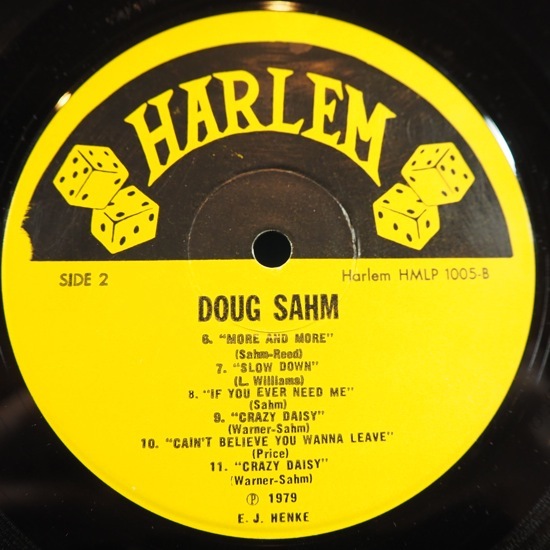 HARLEM
SIDE 2
Harlem HMLP 1005-B
DOUG SAHM
6. "MORE AND MORE"
(Sahm-Reed)
7. "SLOW DOWN"
(L. Williams)
8. "IF YOU EVER NEED ME"
(Sahm)
9. "CRAZY DAISY"
(Warner-Sahm)
10. "CAIN'T BELIEVE YOU WANNA LEAVE"
(Price)
11. "CRAZY DAISY"
(Warner-Sahm)
Ⓟ 1979
E. J. HENKE